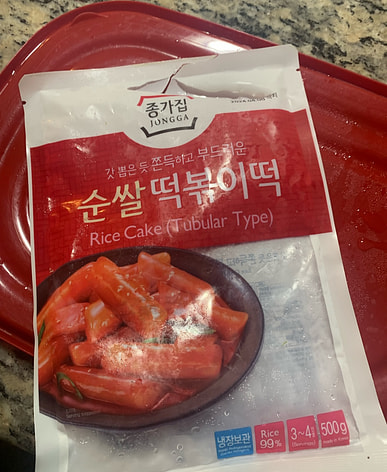 종가집
JONGGA
갓 뽑은 듯 쫀득하고 부드러운
순쌀 떡볶이떡
Rice Cake (Tubular Type)
냉장보관
Rice 99%
3~4
500g